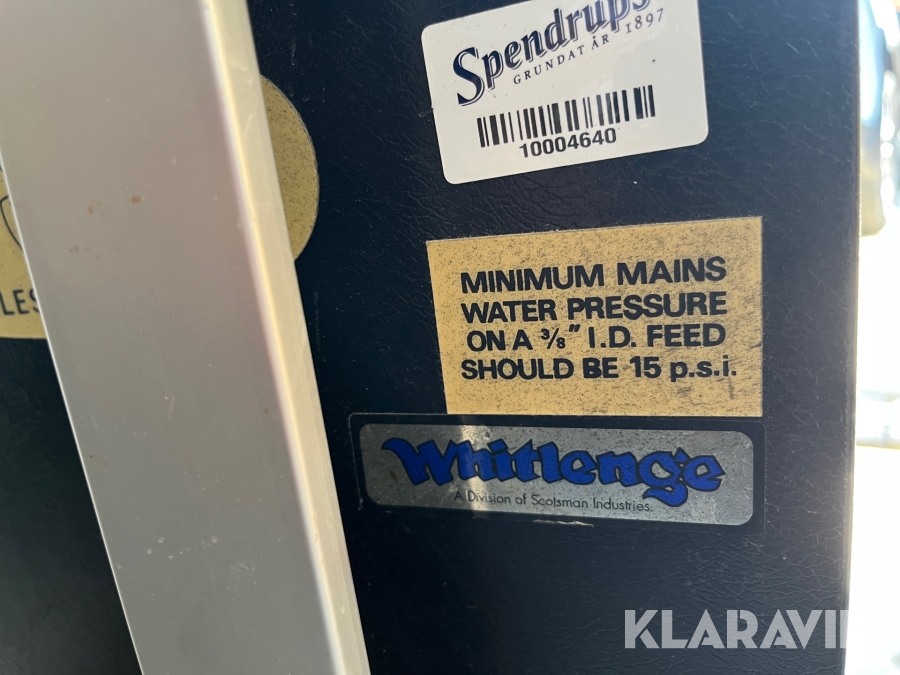 Spendrups
GRUNDAT ÅR 1897
10004640
MINIMUM MAINS
WATER PRESSURE
ON A 3/8" I.D. FEED
SHOULD BE 15 p.s.i.
Whitlenge
A Division of Scotsman Industries.